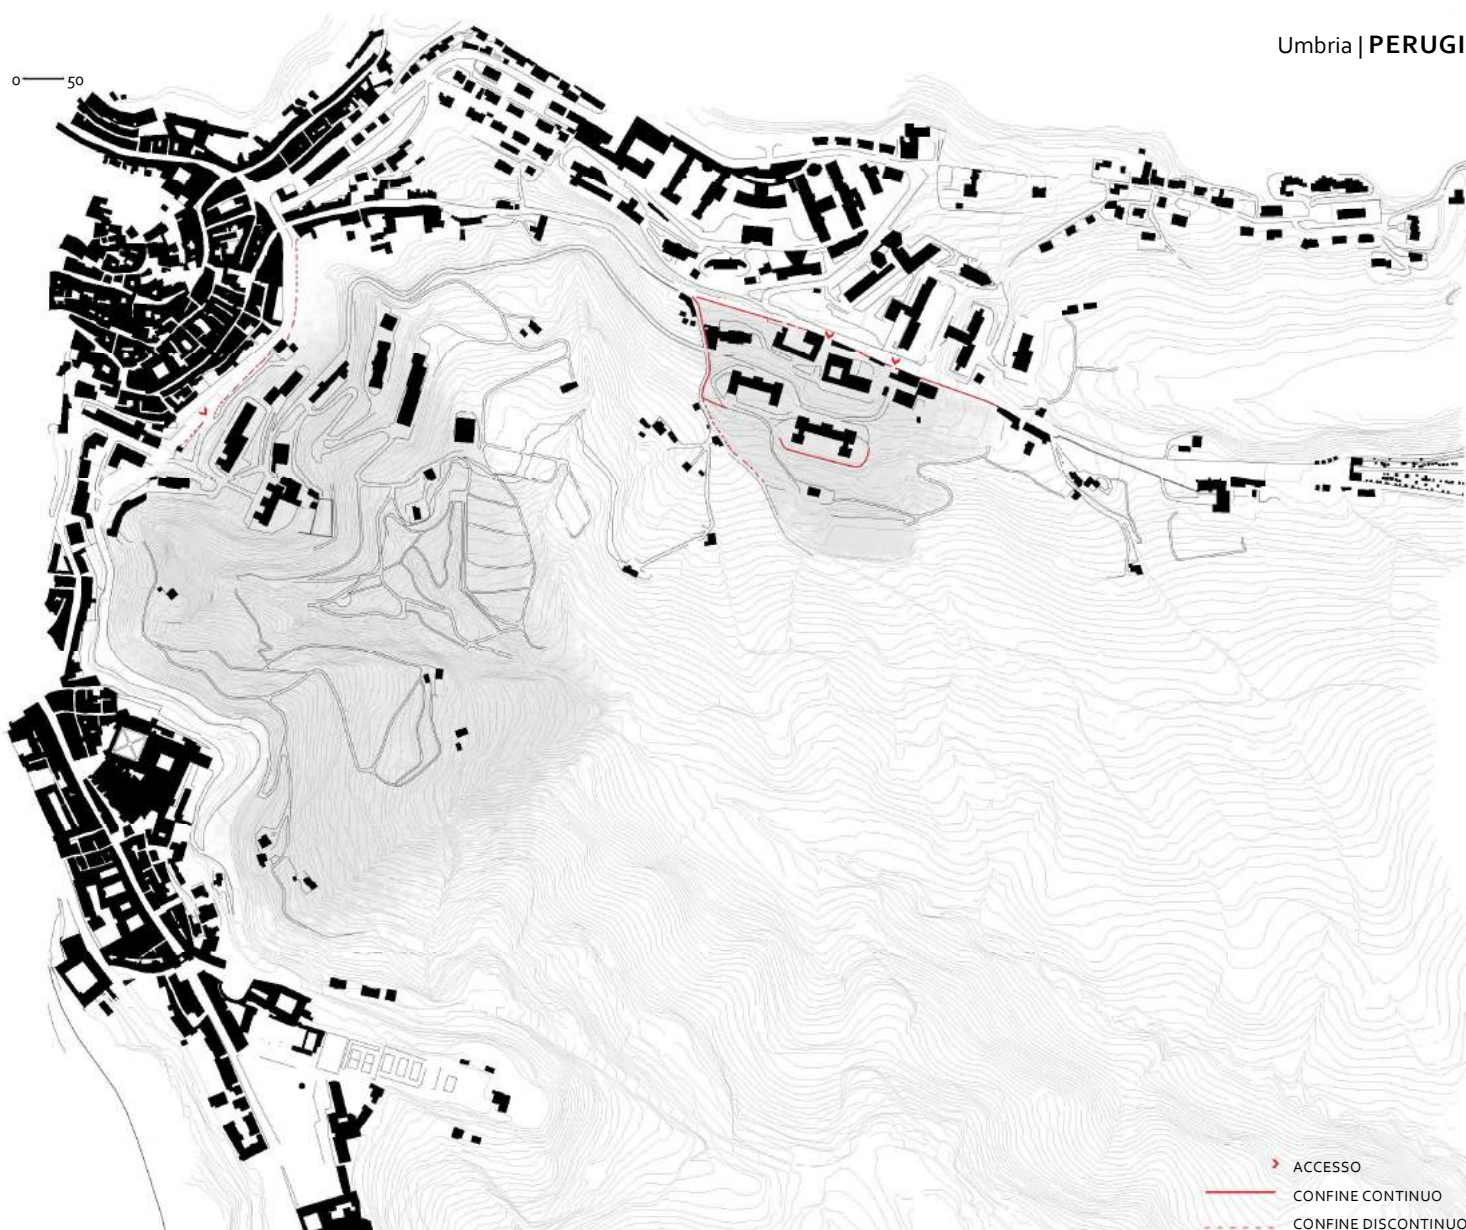 Umbria | PERUGI
0 50
ACCESSO
CONFINE CONTINUO
CONFINE DISCONTINUO